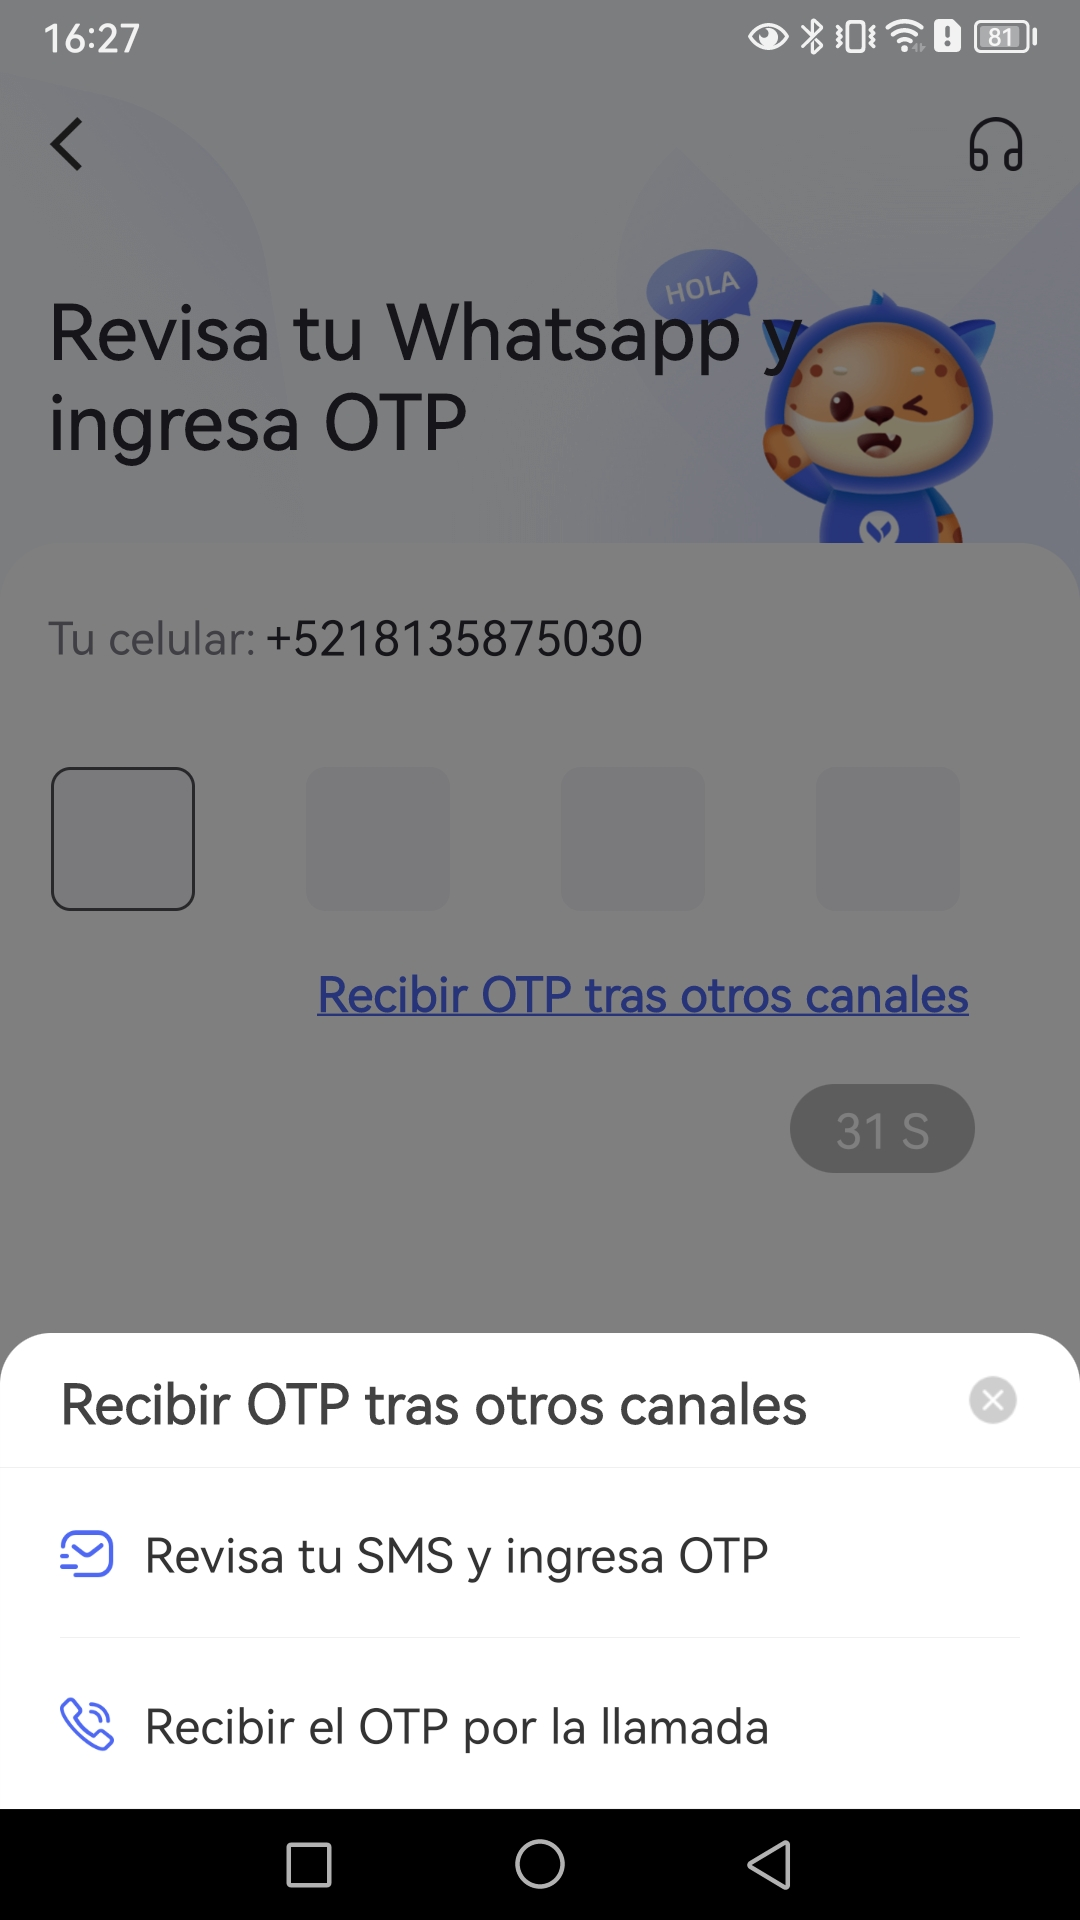 16:27
81
HOLA
Revisa tu Whatsapp y
ingresa OTP
Tu celular: +5218135875030
Recibir OTP tras otros canales
31 S
Recibir OTP tras otros canales
Revisa tu SMS y ingresa OTP
Recibir el OTP por la llamada